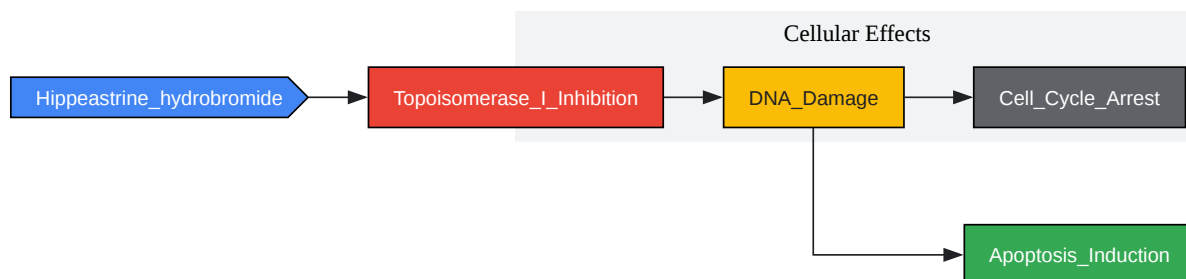 Cellular Effects
Hippeastrine_hydrobromide
Topoisomerase_I_Inhibition
DNA_Damage
Cell_Cycle_Arrest
Apoptosis_Induction